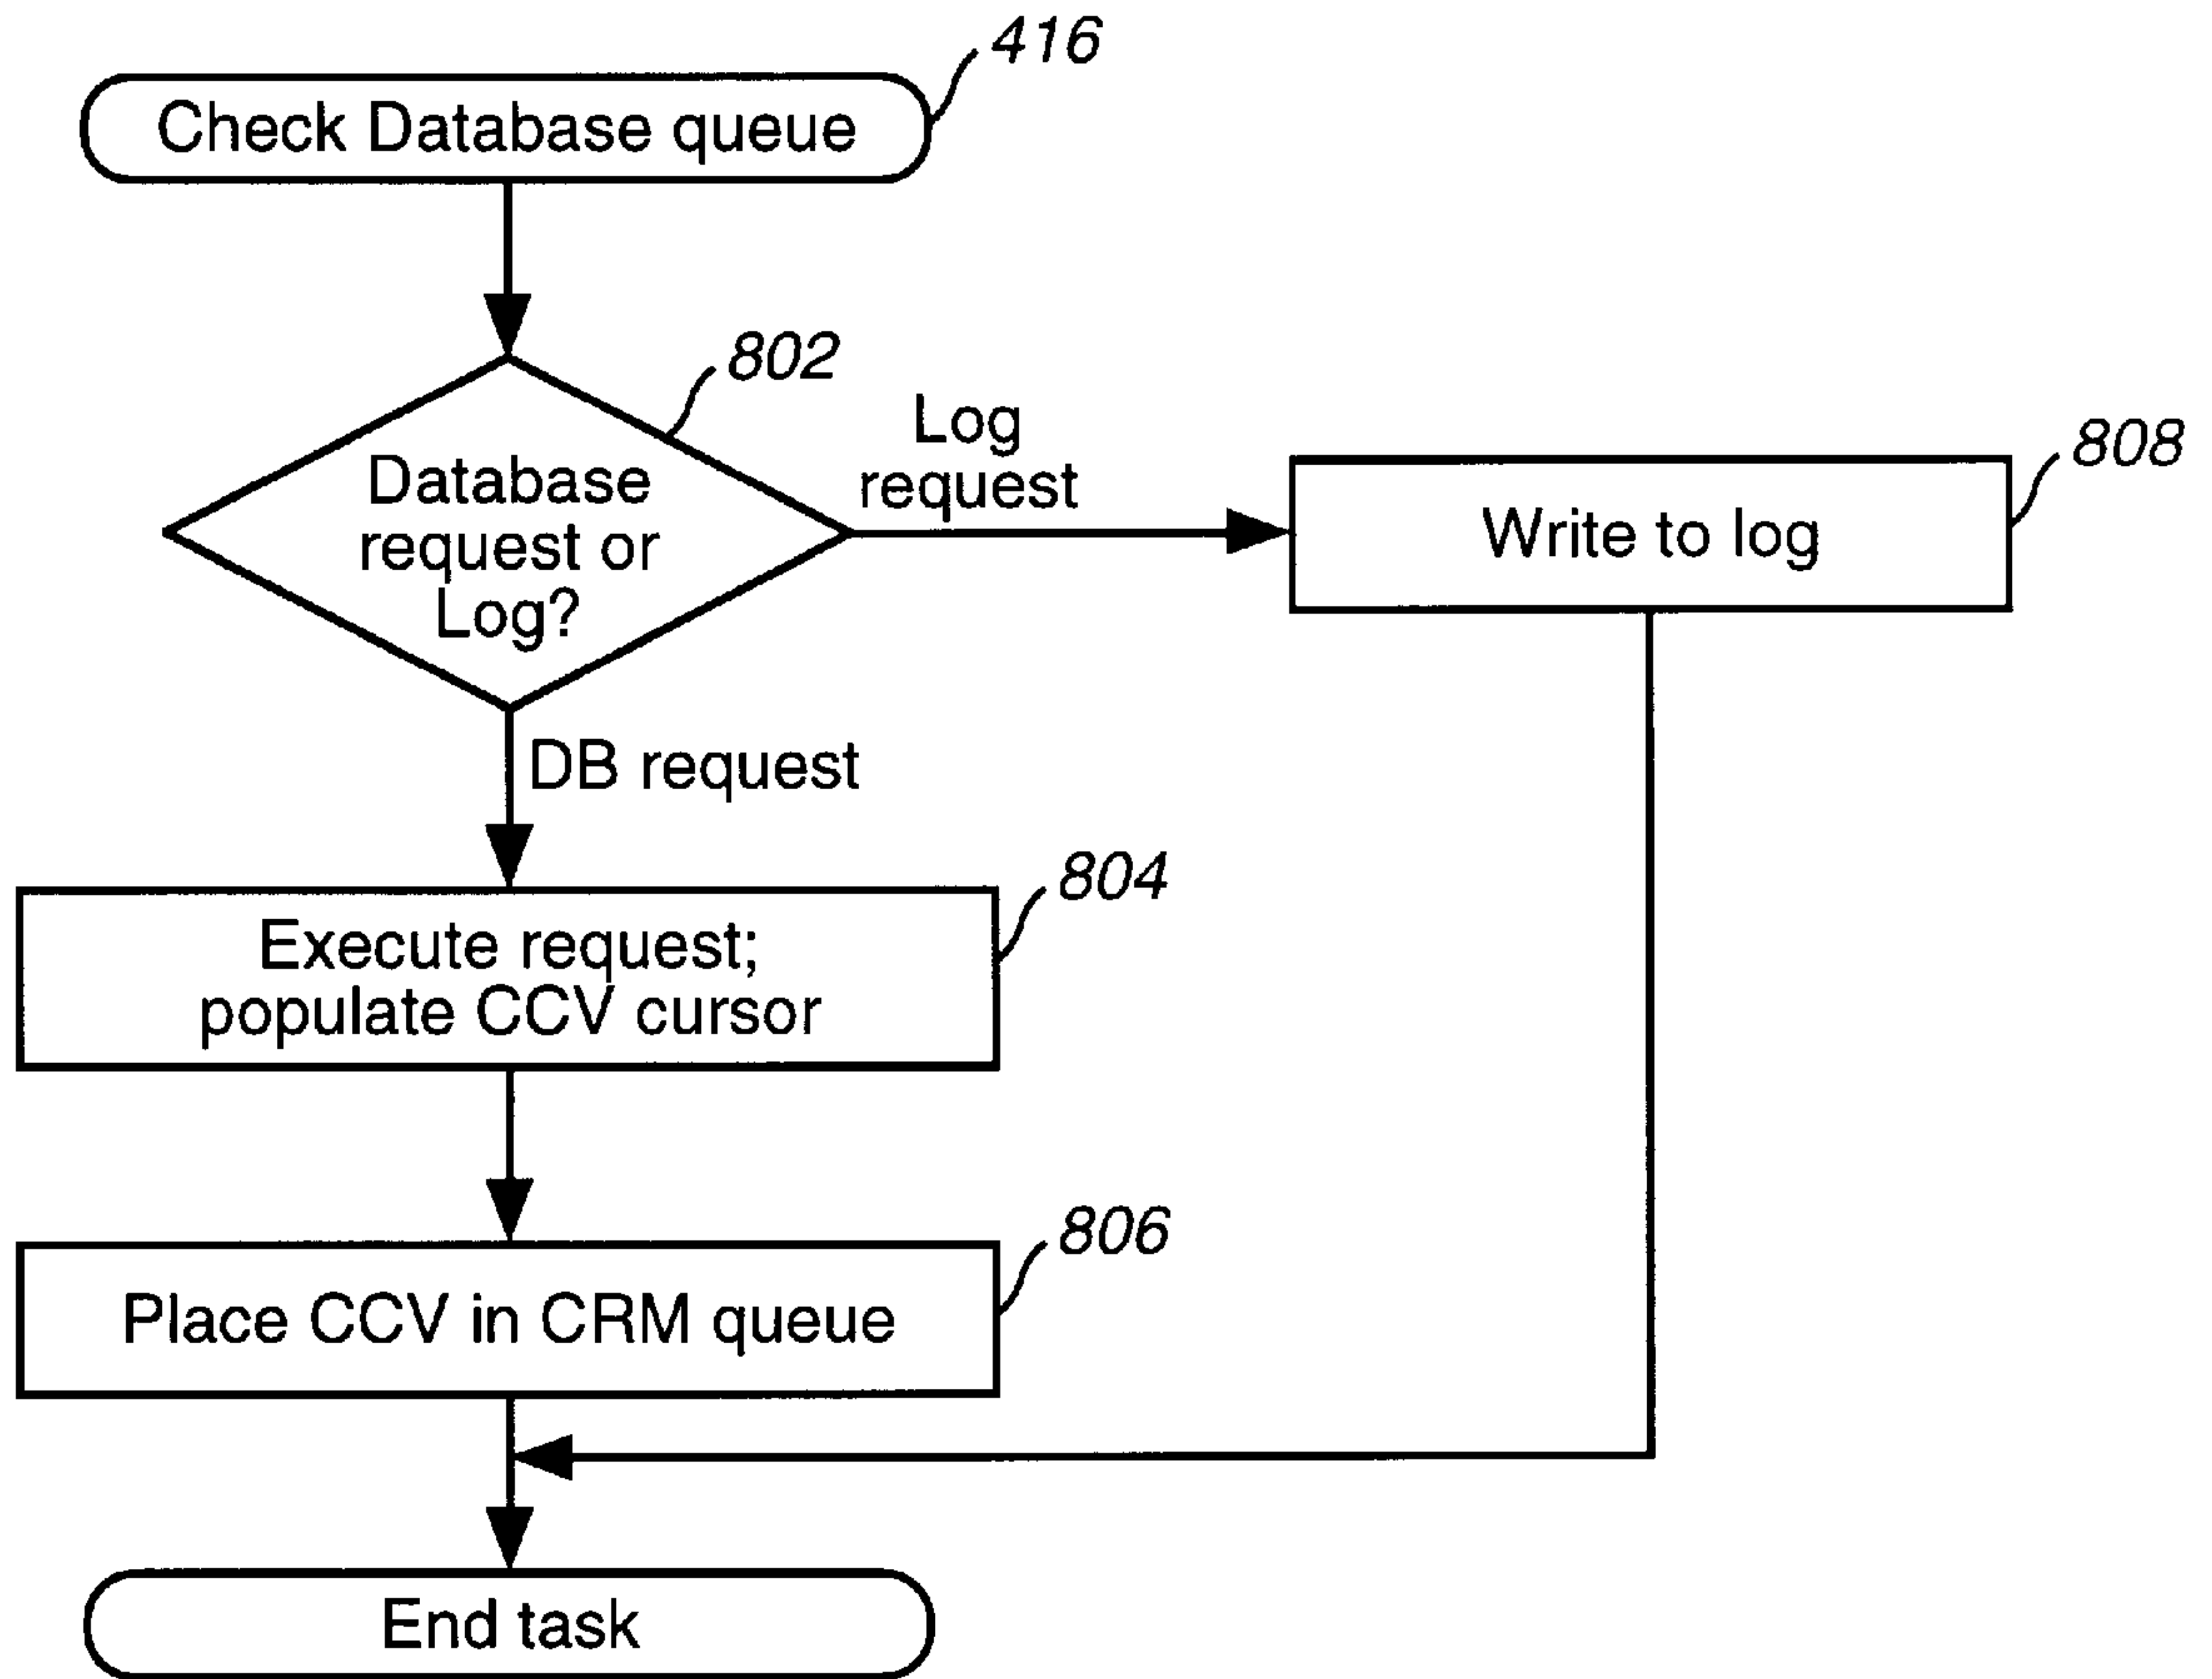 416
Check Database queue
802
Log
request
808
Database
request or
Log?
Write to log
DB request
804
Execute request;
populate CCV cursor
806
Place CCV in CRM queue
End task